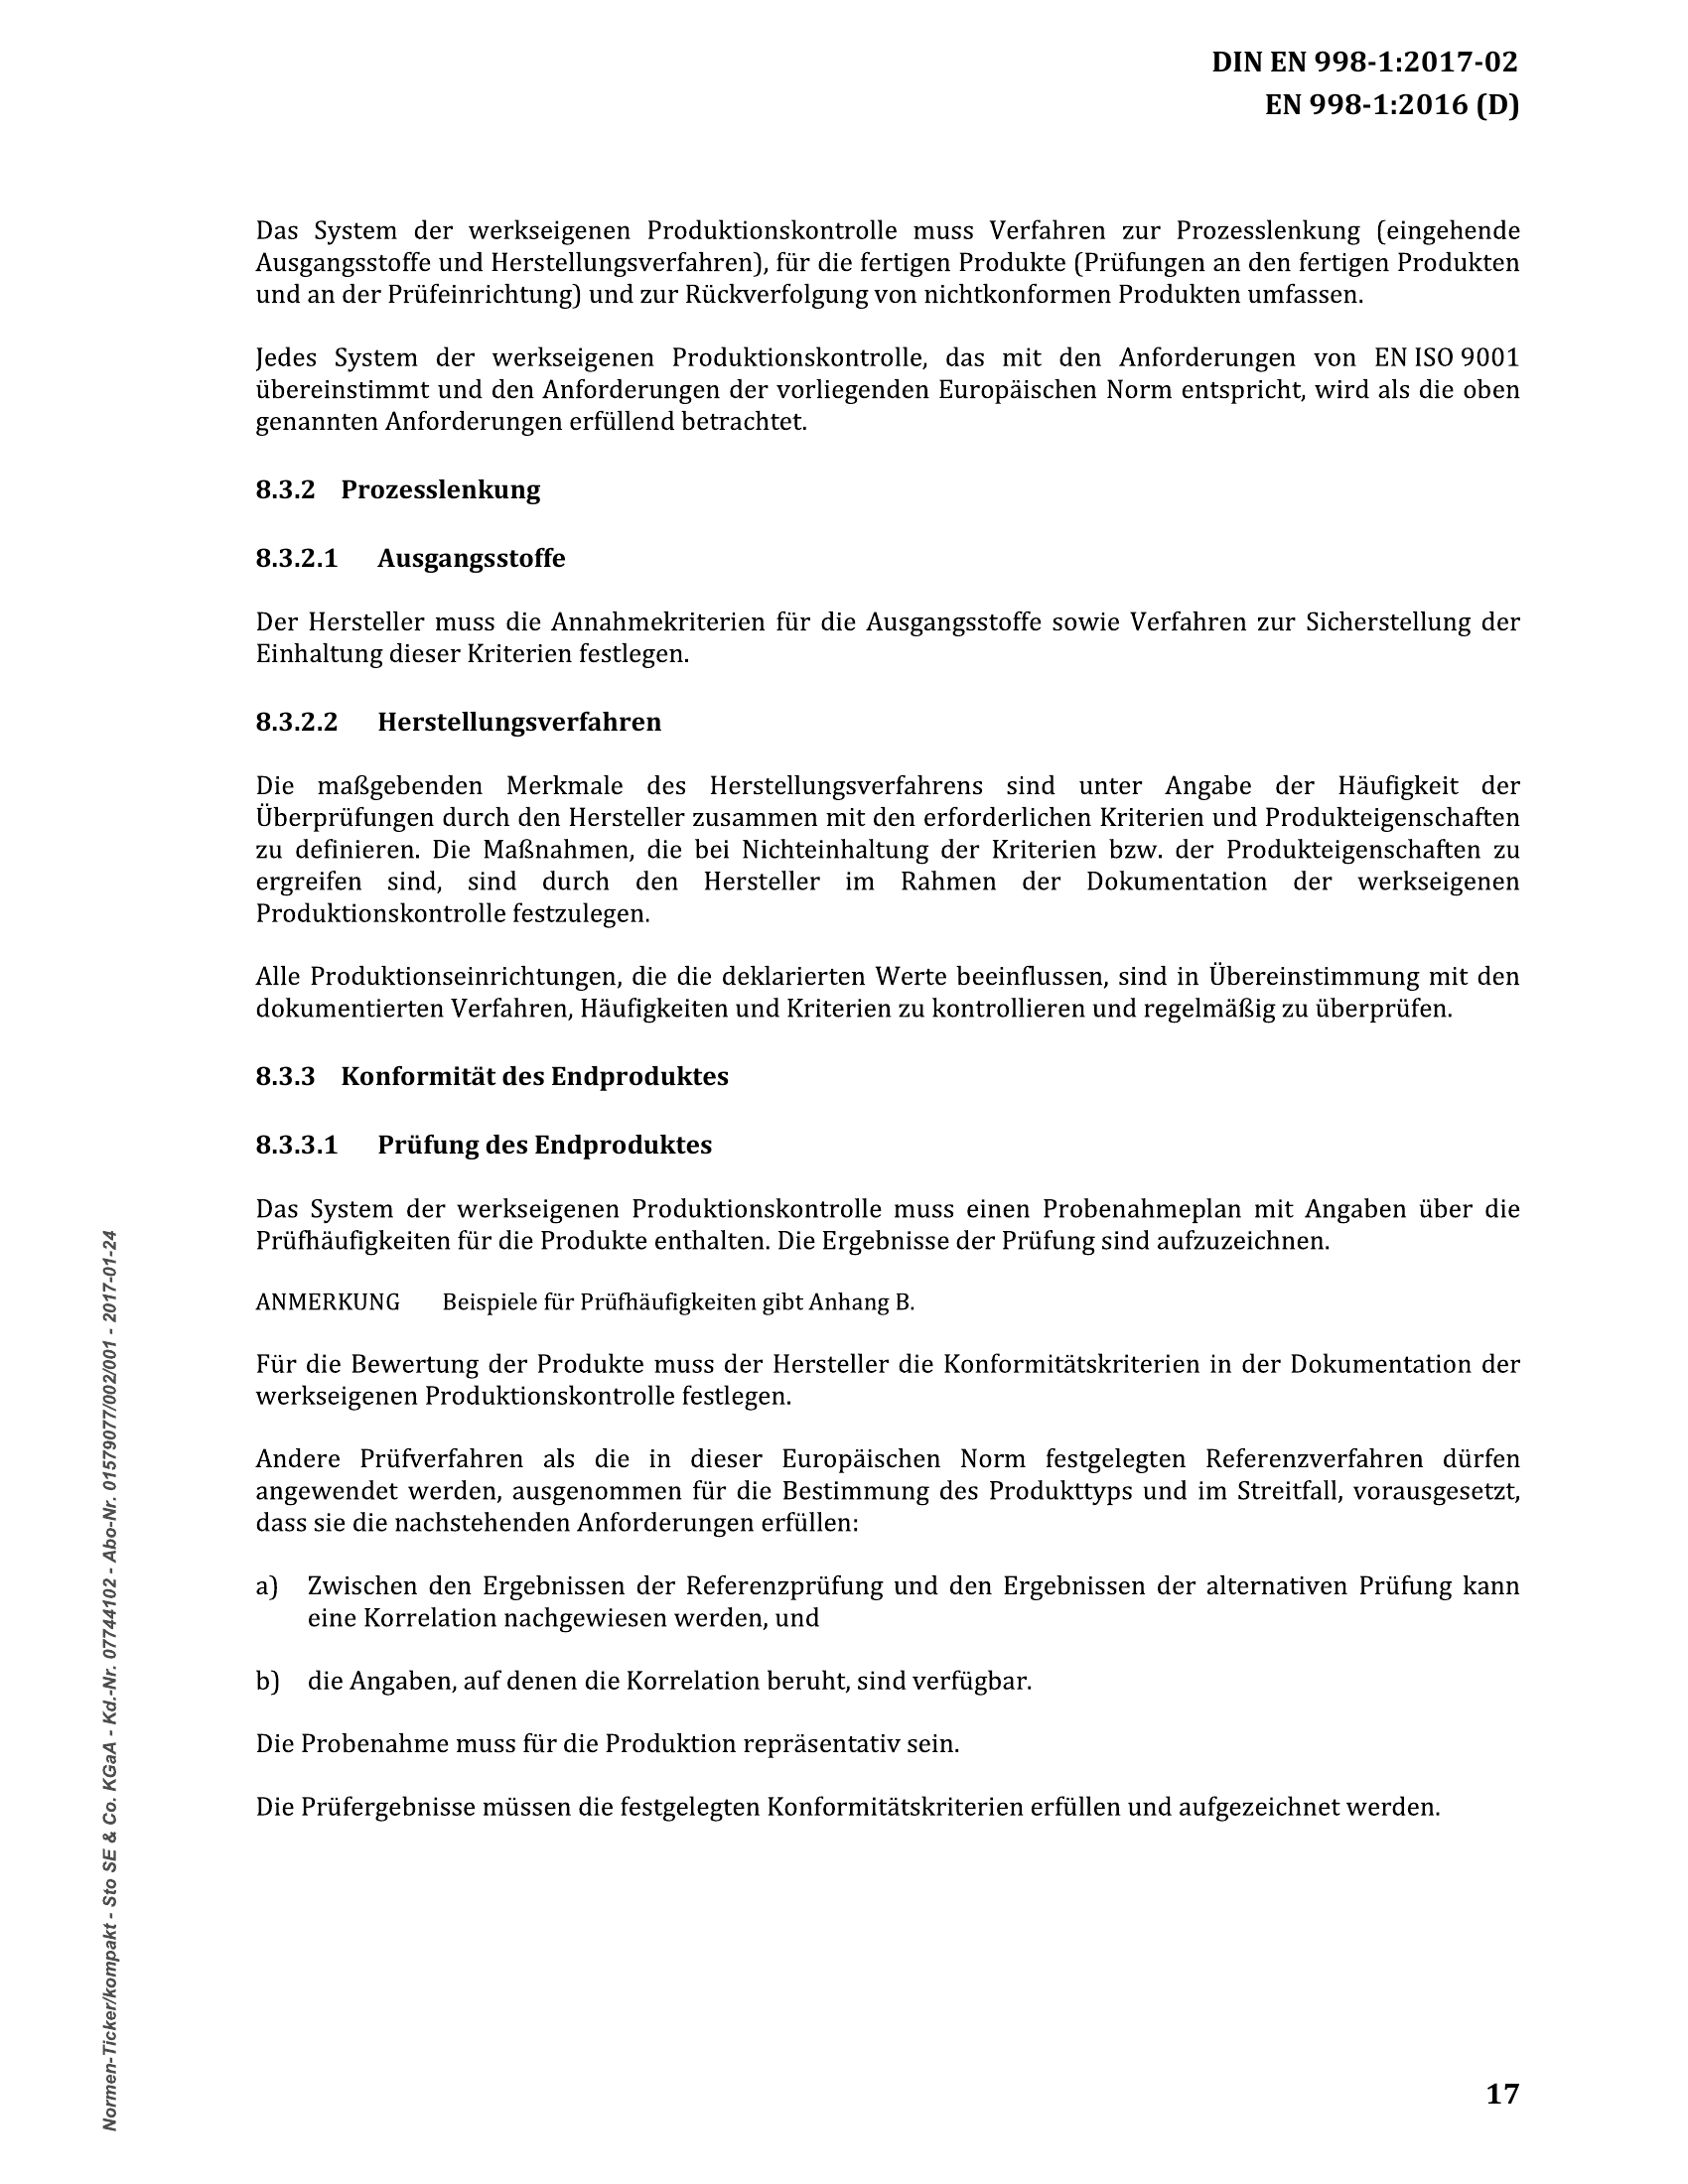 DIN EN 998-1:2017-02
EN 998-1:2016 (D)
Das System der werkseigenen Produktionskontrolle muss Verfahren zur Prozesslenkung (eingehende
Ausgangsstoffe und Herstellungsverfahren), für die fertigen Produkte (Prüfungen an den fertigen Produkten
und an der Prüfeinrichtung) und zur Rückverfolgung von nichtkonformen Produkten umfassen.
Jedes System der werkseigenen Produktionskontrolle, das mit den Anforderungen von EN ISO 9001
übereinstimmt und den Anforderungen der vorliegenden Europäischen Norm entspricht, wird als die oben
genannten Anforderungen erfüllend betrachtet.
8.3.2 Prozesslenkung
8.3.2.1 Ausgangsstoffe
Der Hersteller muss die Annahmekriterien für die Ausgangsstoffe sowie Verfahren zur Sicherstellung der
Einhaltung dieser Kriterien festlegen.
8.3.2.2 Herstellungsverfahren
Die maßgebenden Merkmale des Herstellungsverfahrens sind unter Angabe der Häufigkeit der
Überprüfungen durch den Hersteller zusammen mit den erforderlichen Kriterien und Produkteigenschaften
zu definieren. Die Maßnahmen, die bei Nichteinhaltung der Kriterien bzw. der Produkteigenschaften zu
ergreifen sind, sind durch den Hersteller im Rahmen der Dokumentation der werkseigenen
Produktionskontrolle festzulegen.
Alle Produktionseinrichtungen, die die deklarierten Werte beeinflussen, sind in Übereinstimmung mit den
dokumentierten Verfahren, Häufigkeiten und Kriterien zu kontrollieren und regelmäßig zu überprüfen.
8.3.3 Konformität des Endproduktes
8.3.3.1 Prüfung des Endproduktes
Das System der werkseigenen Produktionskontrolle muss einen Probenahmeplan mit Angaben über die
Prüfhäufigkeiten für die Produkte enthalten. Die Ergebnisse der Prüfung sind aufzuzeichnen.
ANMERKUNG Beispiele für Prüfhäufigkeiten gibt Anhang B.
Für die Bewertung der Produkte muss der Hersteller die Konformitätskriterien in der Dokumentation der
werkseigenen Produktionskontrolle festlegen.
Andere Prüfverfahren als die in dieser Europäischen Norm festgelegten Referenzverfahren dürfen
angewendet werden, ausgenommen für die Bestimmung des Produkttyps und im Streitfall, vorausgesetzt,
dass sie die nachstehenden Anforderungen erfüllen:
a) Zwischen den Ergebnissen der Referenzprüfung und den Ergebnissen der alternativen Prüfung kann
eine Korrelation nachgewiesen werden, und
b) die Angaben, auf denen die Korrelation beruht, sind verfügbar.
Die Probenahme muss für die Produktion repräsentativ sein.
Die Prüfergebnisse müssen die festgelegten Konformitätskriterien erfüllen und aufgezeichnet werden.
Normen-Ticker/kompakt - Sto SE & Co. KGaA - Kd.-Nr. 07744102 - Abo-Nr. 01579077/002/001 - 2017-01-24
17